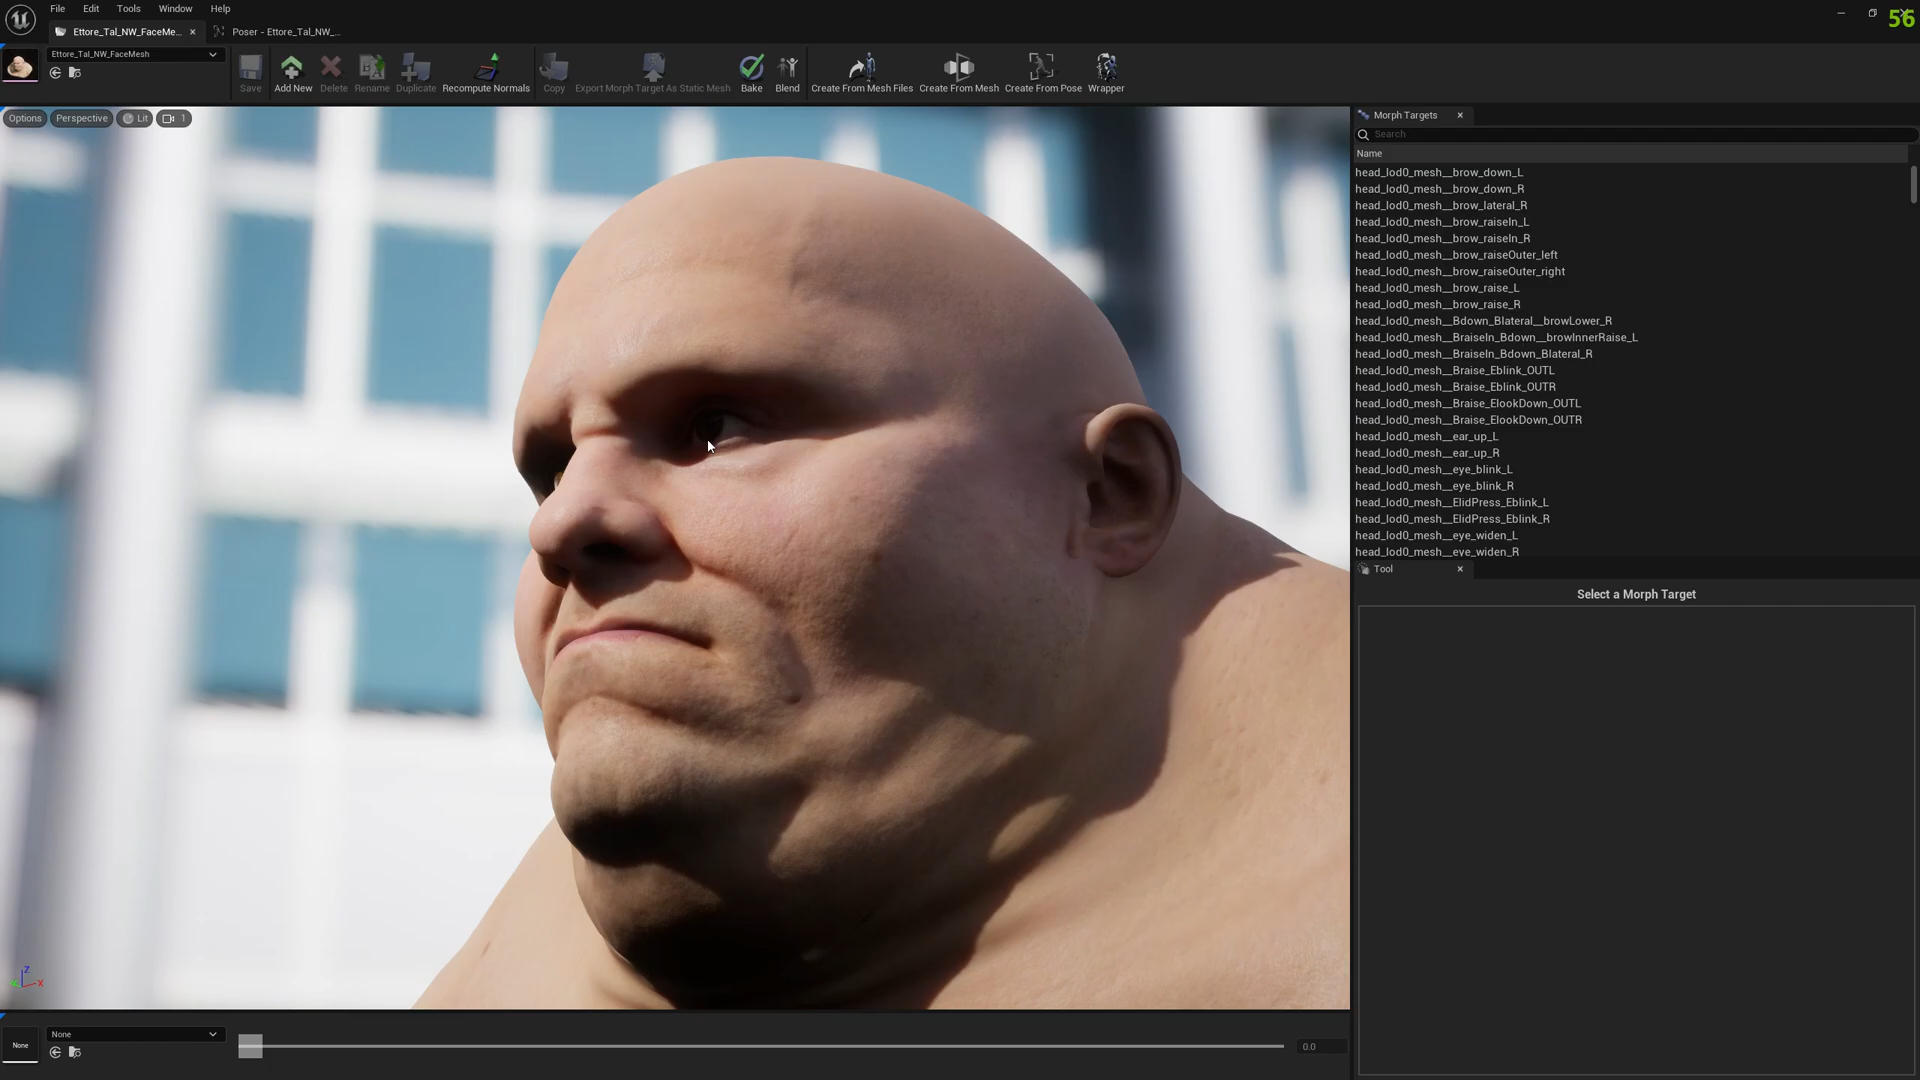 File Edit Tools Window Help
56
Ettore_Tal_NW_FaceMe...
Poser - Ettore_Tal_NW_...
Ettore_Tal_NW_FaceMesh
Save
Add New
Delete
Rename
Duplicate
Recompute Normals
Copy
Export Morph Target As Static Mesh
Bake
Blend
Create From Mesh Files
Create From Mesh
Create From Pose
Wrapper
Options
Perspective
Lit
1
Z
X
None
None
0.0
Morph Targets
Search
Name
head_lod0_mesh__brow_down_L
head_lod0_mesh__brow_down_R
head_lod0_mesh__brow_lateral_R
head_lod0_mesh__brow_raiseIn_L
head_lod0_mesh__brow_raiseIn_R
head_lod0_mesh__brow_raiseOuter_left
head_lod0_mesh__brow_raiseOuter_right
head_lod0_mesh__brow_raise_L
head_lod0_mesh__brow_raise_R
head_lod0_mesh__Bdown_Blateral__browLower_R
head_lod0_mesh__BraiseIn_Bdown__browInnerRaise_L
head_lod0_mesh__BraiseIn_Bdown_Blateral_R
head_lod0_mesh__Braise_Eblink_OUTL
head_lod0_mesh__Braise_Eblink_OUTR
head_lod0_mesh__Braise_ElookDown_OUTL
head_lod0_mesh__Braise_ElookDown_OUTR
head_lod0_mesh__ear_up_L
head_lod0_mesh__ear_up_R
head_lod0_mesh__eye_blink_L
head_lod0_mesh__eye_blink_R
head_lod0_mesh__ElidPress_Eblink_L
head_lod0_mesh__ElidPress_Eblink_R
head_lod0_mesh__eye_widen_L
head_lod0_mesh__eye_widen_R
Tool
Select a Morph Target